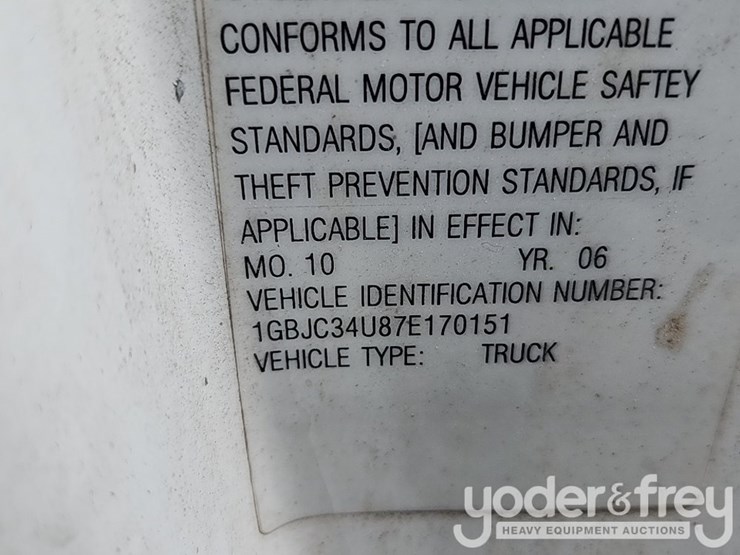 CONFORMS TO ALL APPLICABLE
FEDERAL MOTOR VEHICLE SAFTEY
STANDARDS, [AND BUMPER AND
THEFT PREVENTION STANDARDS, IF
APPLICABLE] IN EFFECT IN:
MO. 10 YR. 06
VEHICLE IDENTIFICATION NUMBER:
1GBJC34U87E170151
VEHICLE TYPE: TRUCK
yoder&frey
HEAVY EQUIPMENT AUCTIONS